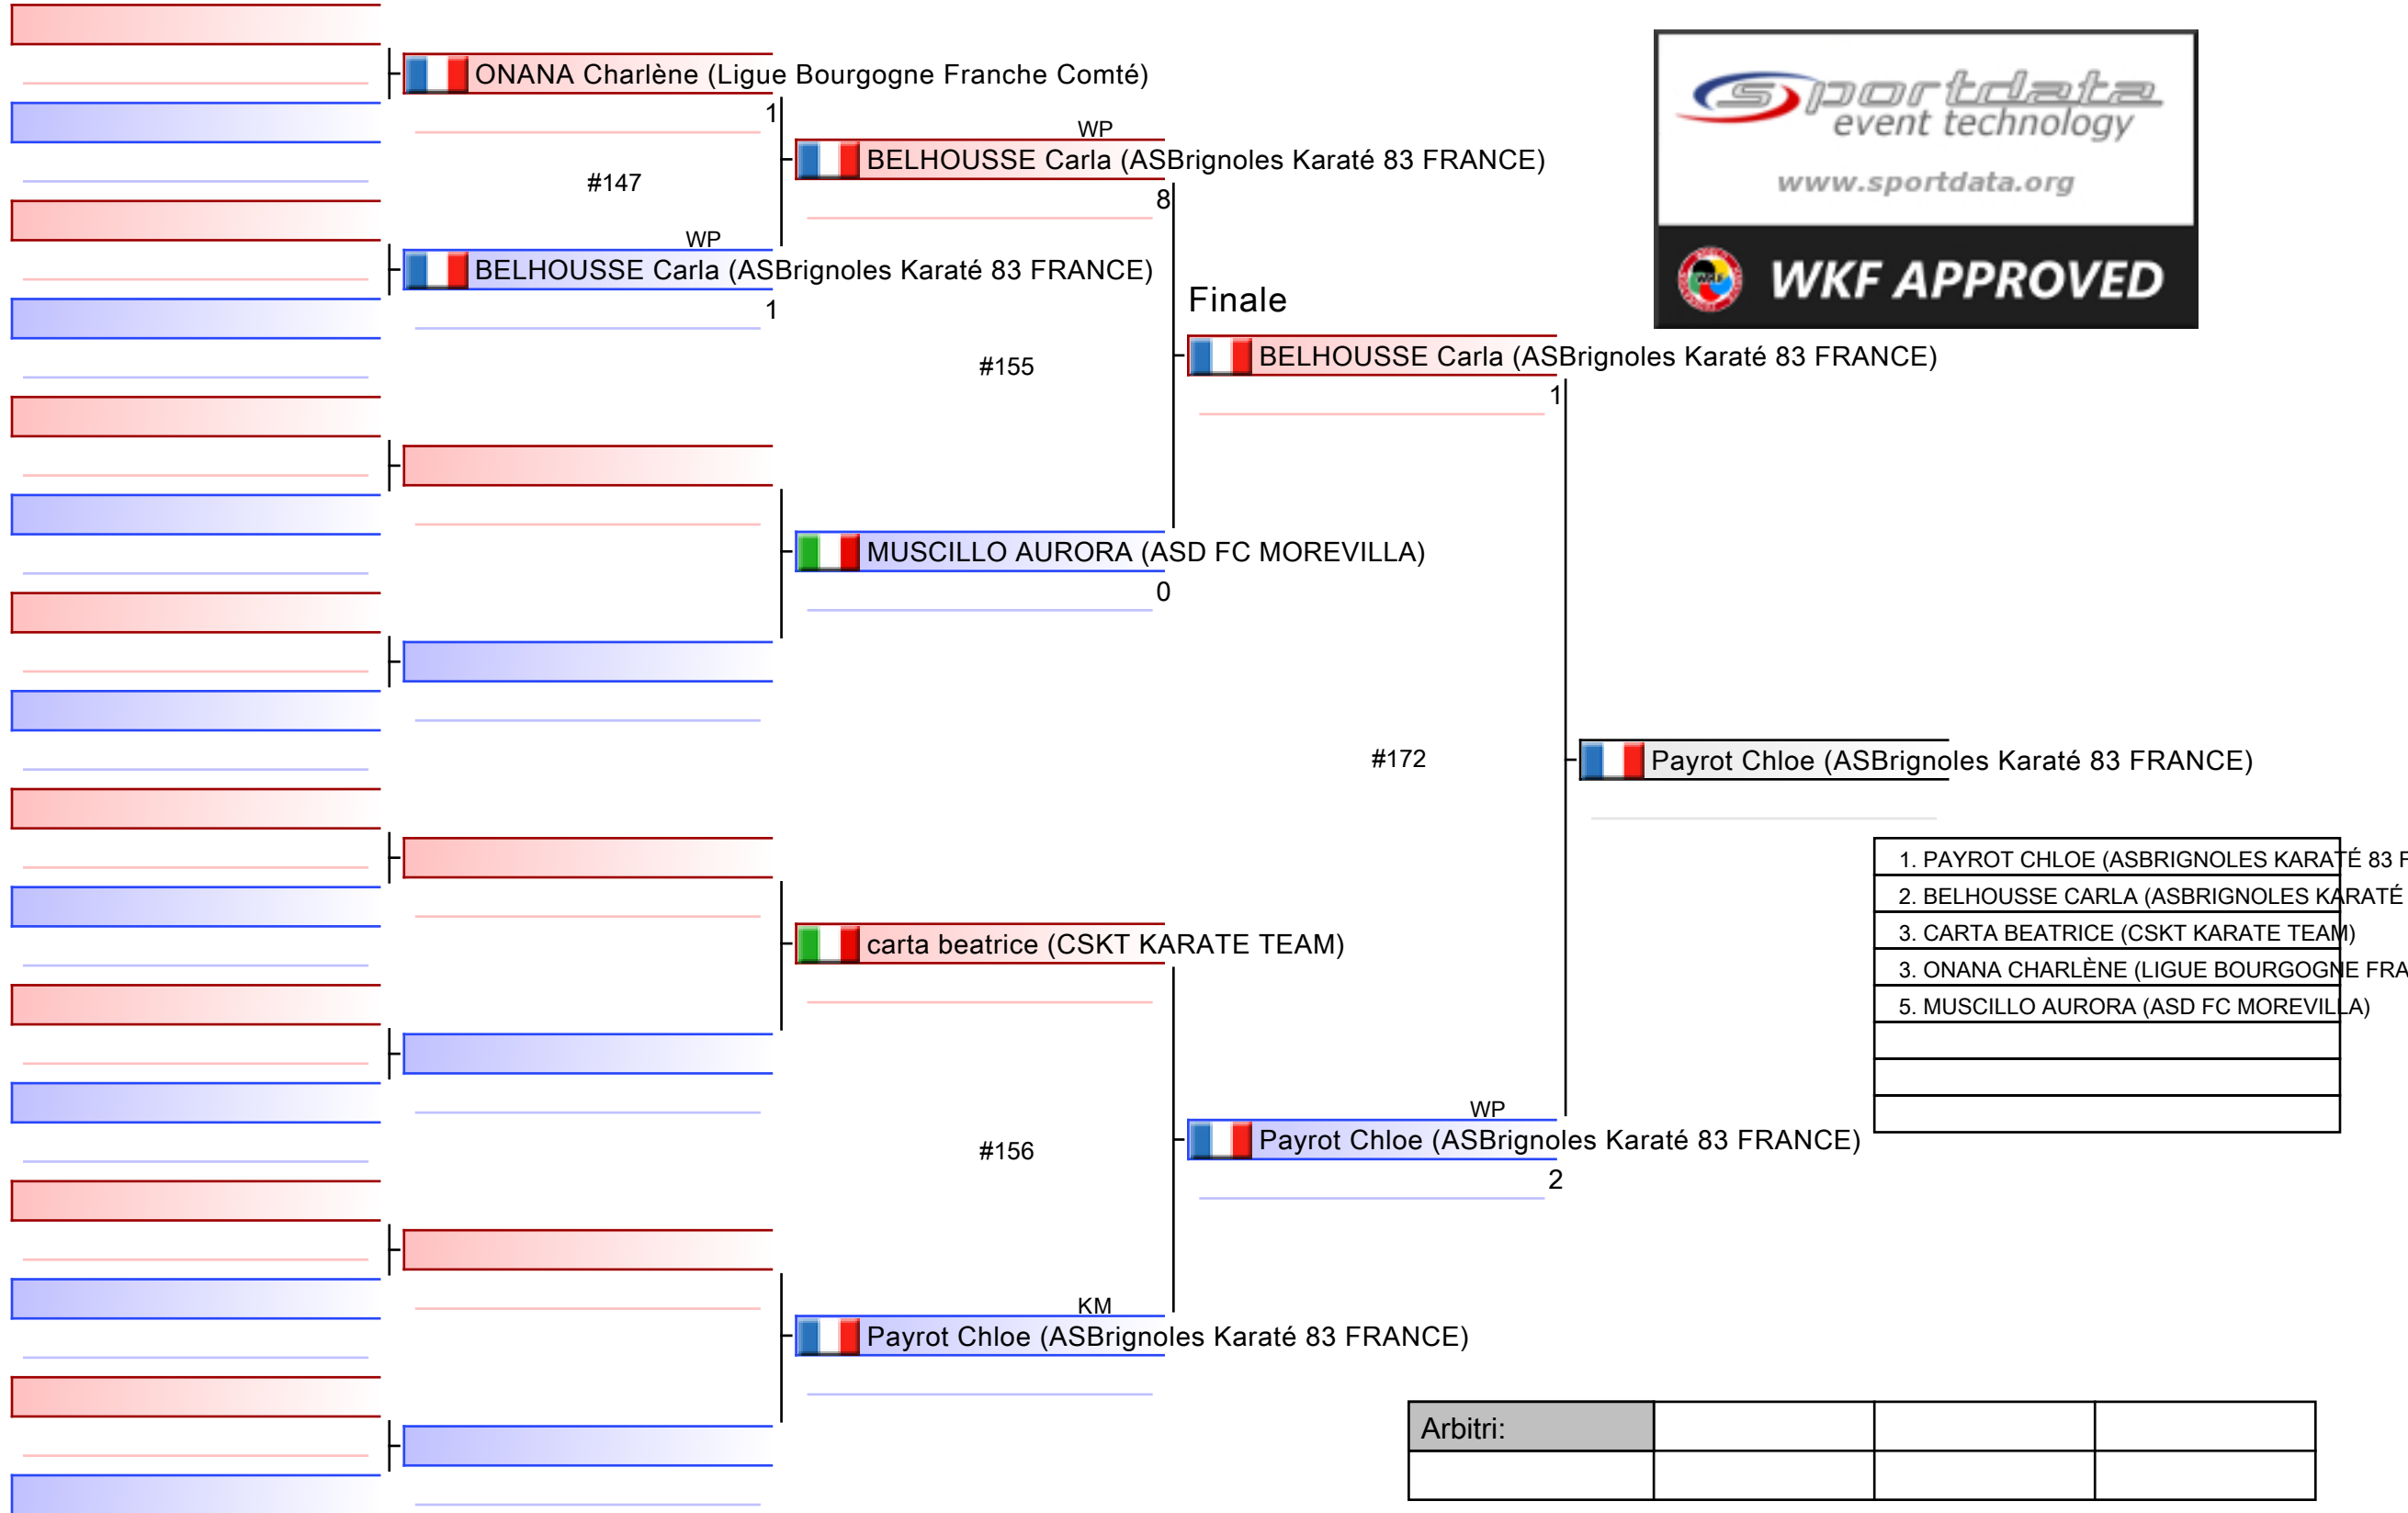 ONANA Charlène (Ligue Bourgogne Franche Comté)
1
#147
WP
BELHOUSSE Carla (ASBrignoles Karaté 83 FRANCE)
1
WP
BELHOUSSE Carla (ASBrignoles Karaté 83 FRANCE)
8
#155
MUSCILLO AURORA (ASD FC MOREVILLA)
0
carta beatrice (CSKT KARATE TEAM)
#156
KM
Payrot Chloe (ASBrignoles Karaté 83 FRANCE)
Finale
BELHOUSSE Carla (ASBrignoles Karaté 83 FRANCE)
1
#172
WP
Payrot Chloe (ASBrignoles Karaté 83 FRANCE)
2
Payrot Chloe (ASBrignoles Karaté 83 FRANCE)
sportdata
event technology
www.sportdata.org
WKF
WKF APPROVED
1. PAYROT CHLOE (ASBRIGNOLES KARATÉ 83 F
2. BELHOUSSE CARLA (ASBRIGNOLES KARATÉ
3. CARTA BEATRICE (CSKT KARATE TEAM)
3. ONANA CHARLÈNE (LIGUE BOURGOGNE FRA
5. MUSCILLO AURORA (ASD FC MOREVILLA)
Arbitri: